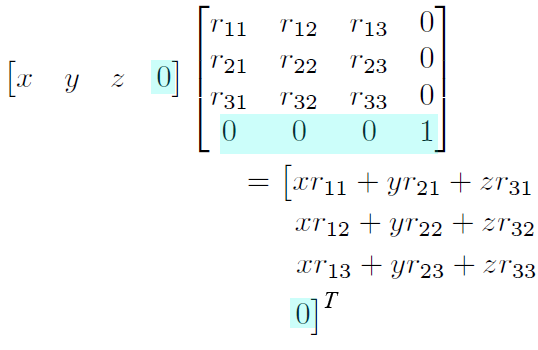 [x y z 0] [r11 r12 r13 0
r21 r22 r23 0
r31 r32 r33 0
0 0 0 1]
= [xr11 + yr21 + zr31
xr12 + yr22 + zr32
xr13 + yr23 + zr33
0]T